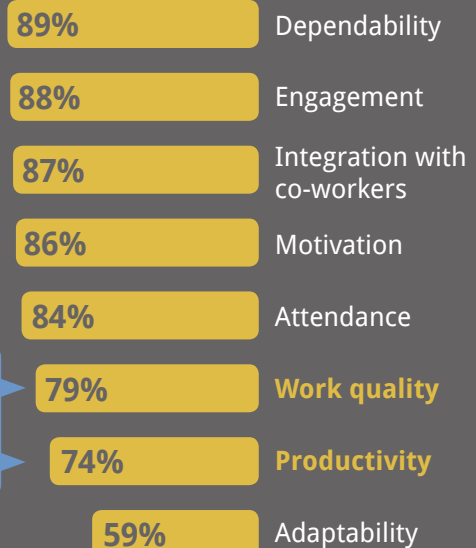 89% Dependability
88% Engagement
87% Integration with
co-workers
86% Motivation
84% Attendance
79% Work quality
74% Productivity
59% Adaptability